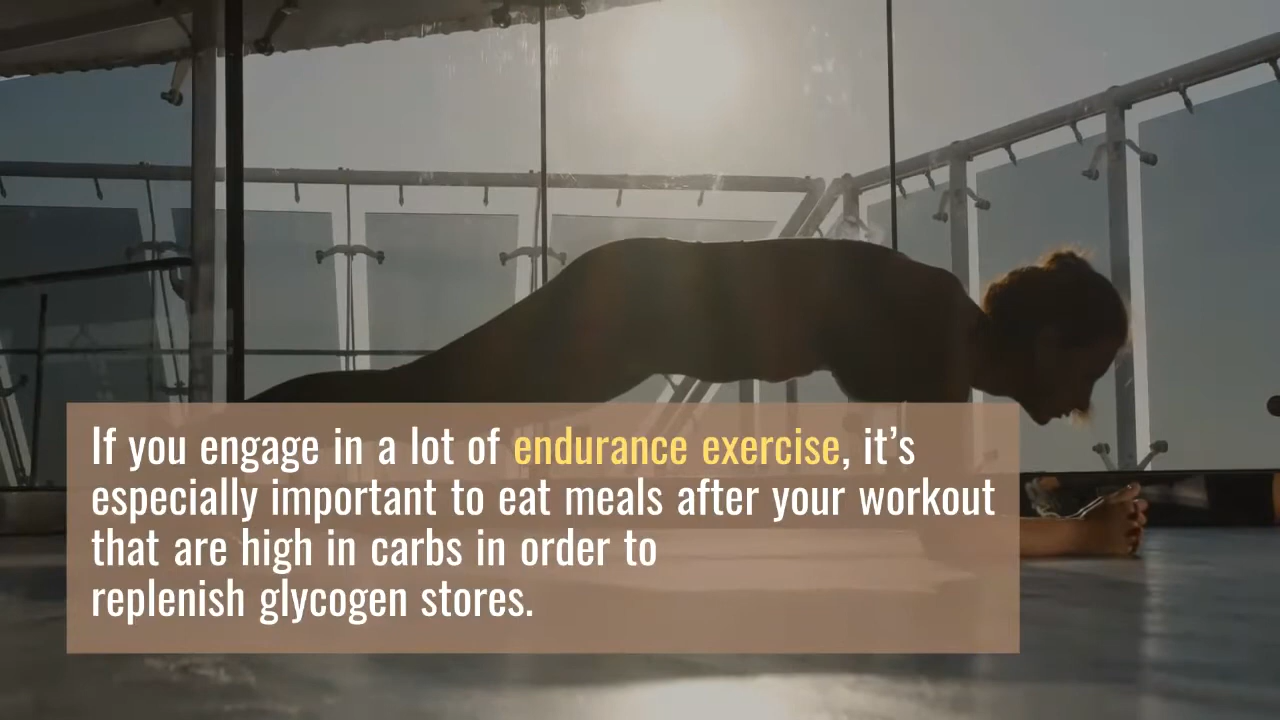 If you engage in a lot of endurance exercise, it’s
especially important to eat meals after your workout
that are high in carbs in order to
replenish glycogen stores.